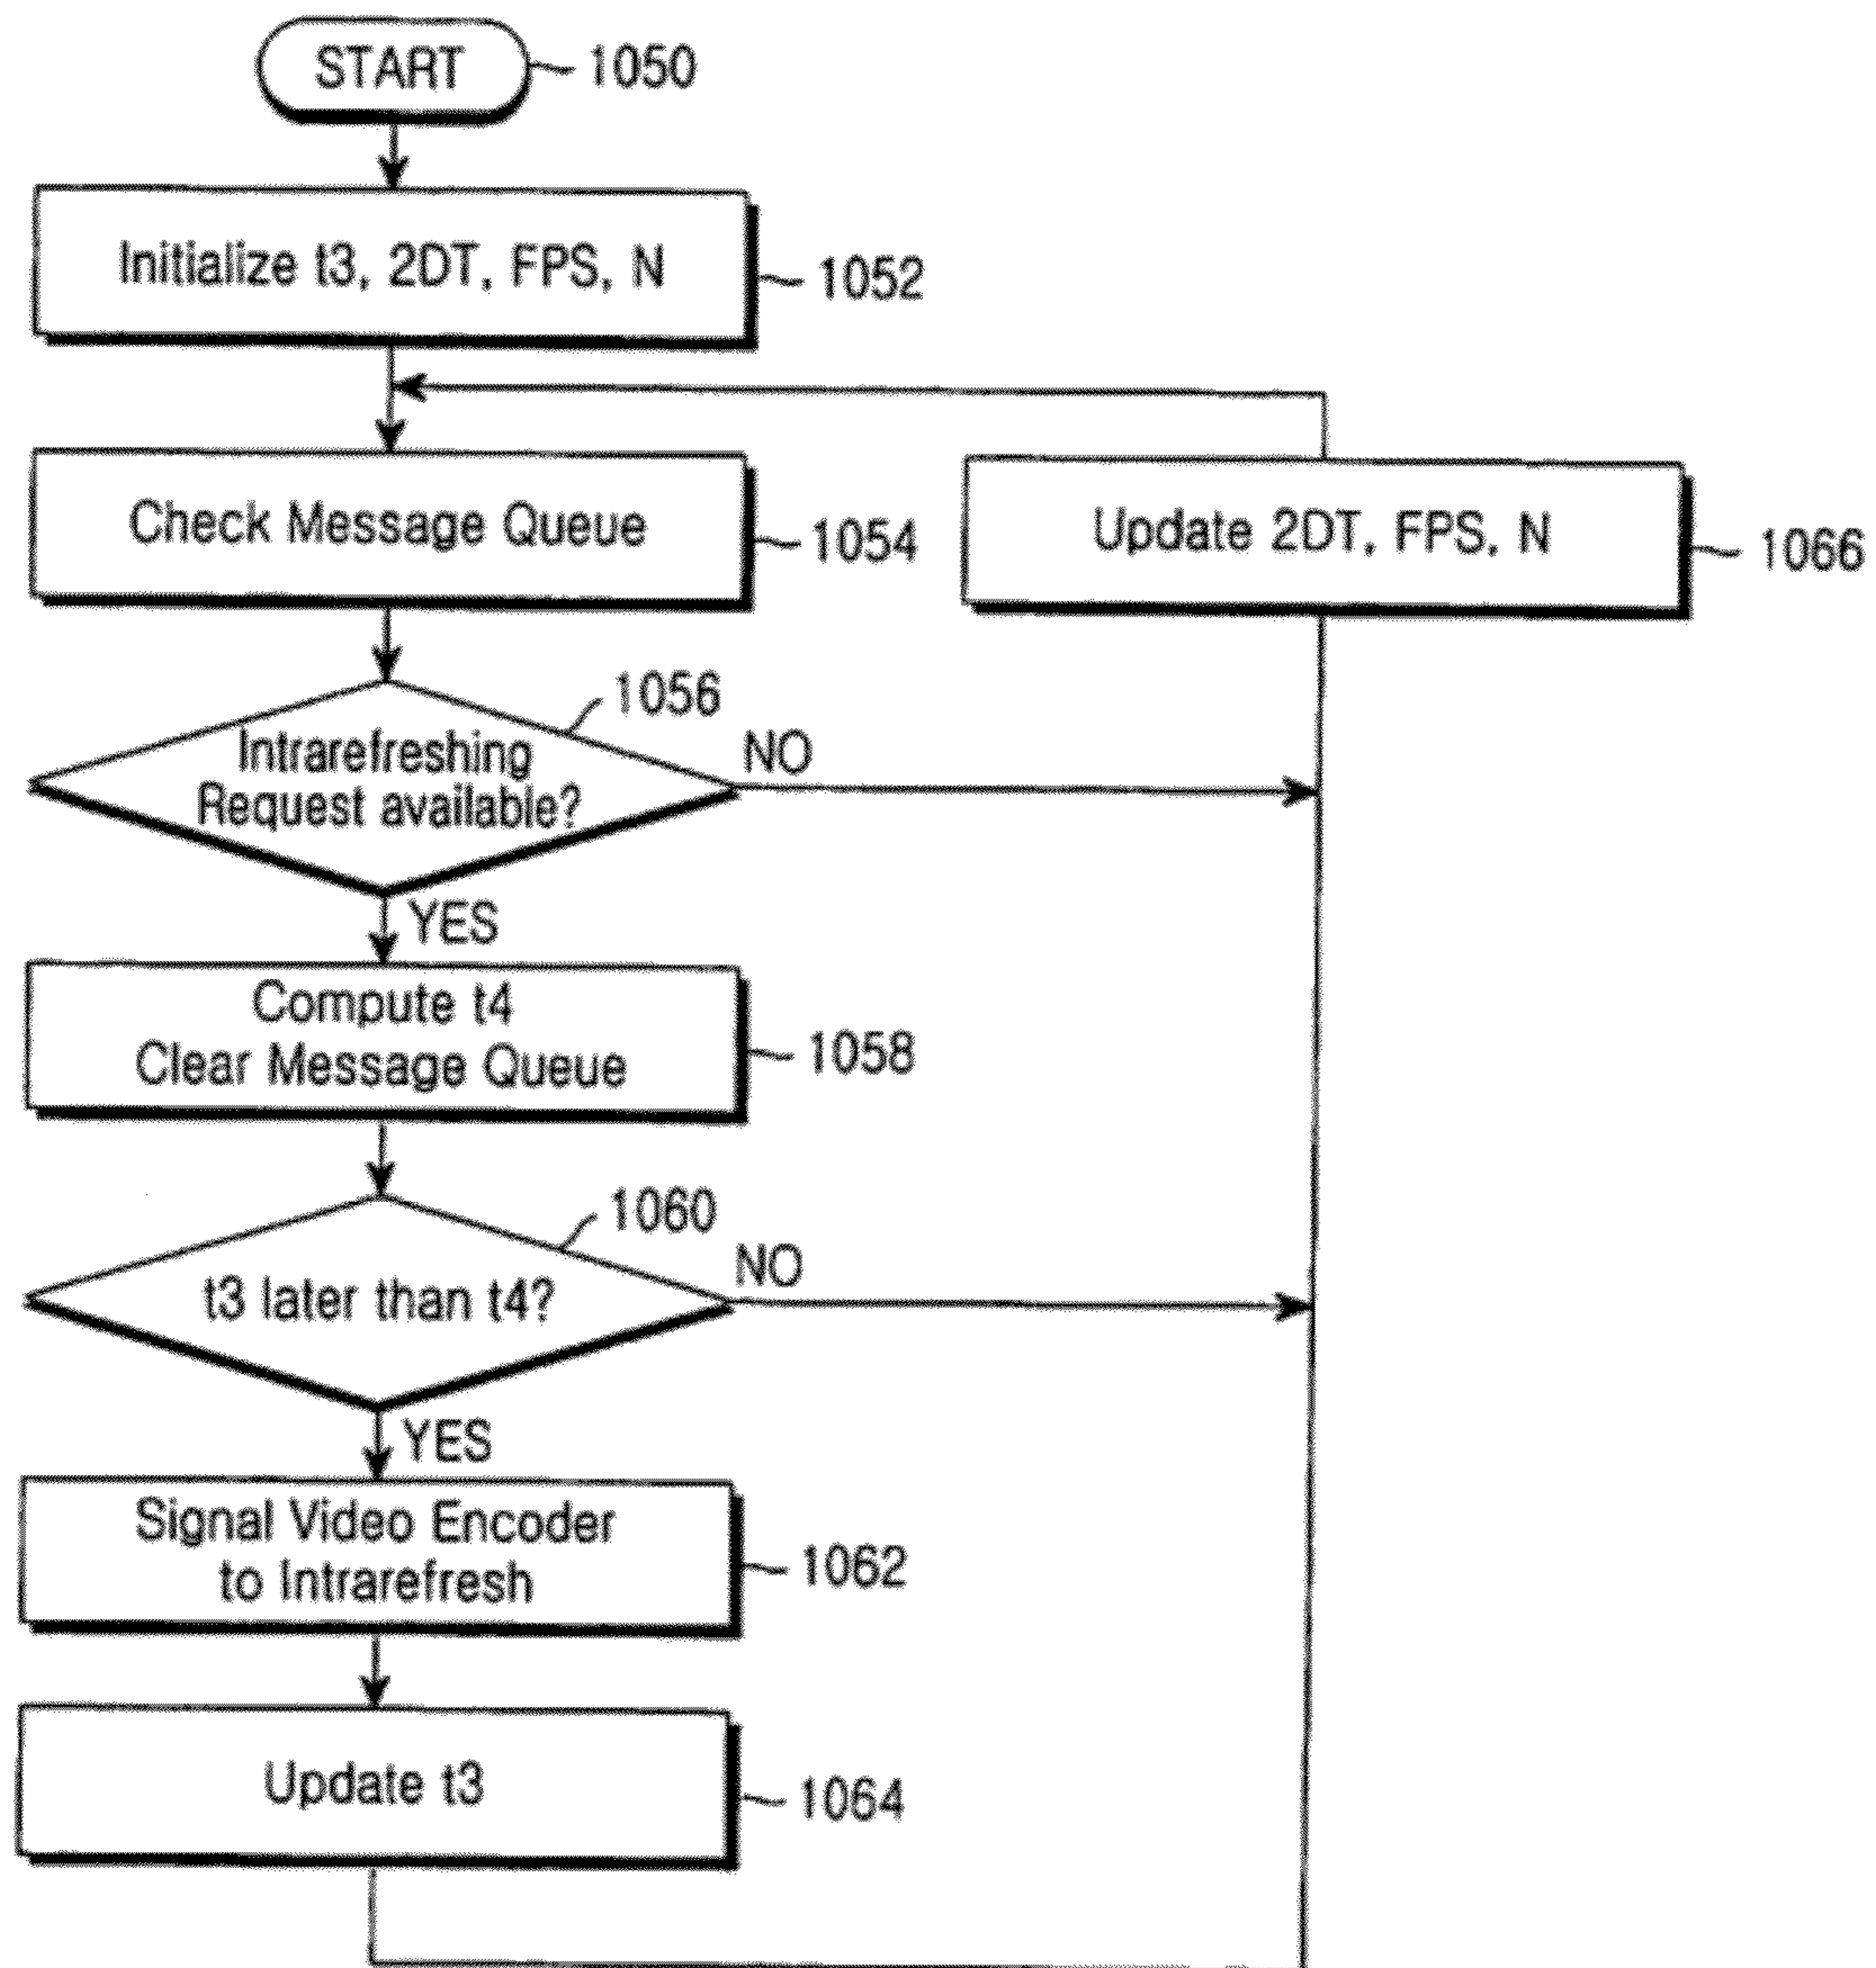 START
1050
Initialize t3, 2DT, FPS, N
1052
Check Message Queue
1054
Update 2DT, FPS, N
1066
1056
Intrarefreshing
Request available?
NO
YES
Compute t4
Clear Message Queue
1058
1060
t3 later than t4?
NO
YES
Signal Video Encoder
to Intrarefresh
1062
Update t3
1064